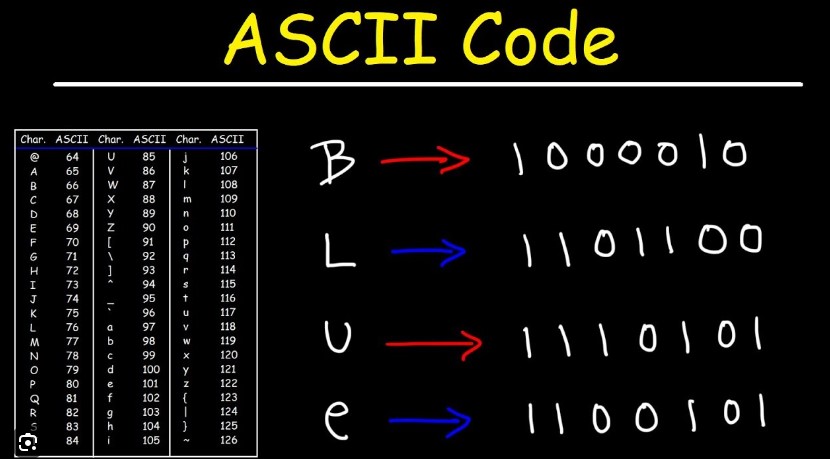 ASCII Code
Char. ASCII Char. ASCII Char. ASCII
@ 64 U 85 j 106
A 65 V 86 k 107
B 66 W 87 l 108
C 67 X 88 m 109
D 68 Y 89 n 110
E 69 Z 90 o 111
F 70 [ 91 p 112
G 71 \ 92 q 113
H 72 ] 93 r 114
I 73 ^ 94 s 115
J 74 _ 95 t 116
K 75 ` 96 u 117
L 76 a 97 v 118
M 77 b 98 w 119
N 78 c 99 x 120
O 79 d 100 y 121
P 80 e 101 z 122
Q 81 f 102 { 123
R 82 g 103 | 124
S 83 h 104 } 125
84 i 105 ~ 126
B → 1000010
L → 1101100
U → 1110101
e → 1100101